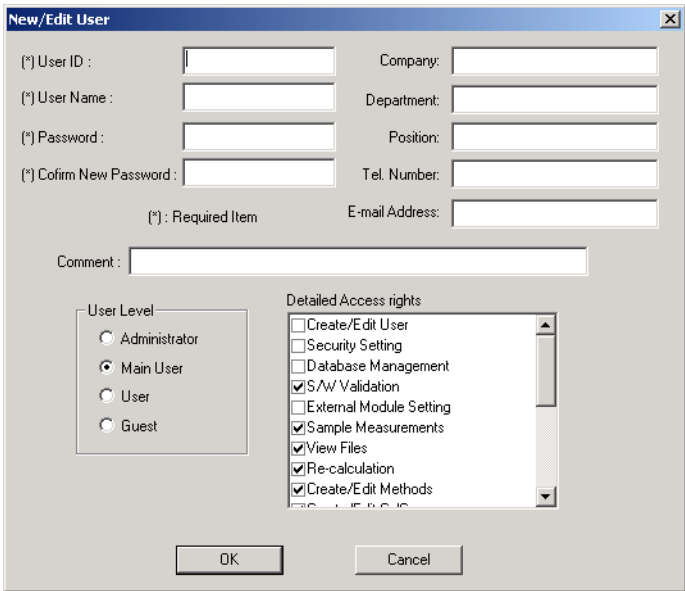 New/Edit User
(*) User ID :
(*) User Name :
(*) Password :
(*) Cofirm New Password :
(*) : Required Item
Company:
Department:
Position:
Tel. Number:
E-mail Address:
Comment :
User Level
Administrator
Main User
User
Guest
Detailed Access rights
Create/Edit User
Security Setting
Database Management
S/W Validation
External Module Setting
Sample Measurements
View Files
Re-calculation
Create/Edit Methods
OK
Cancel